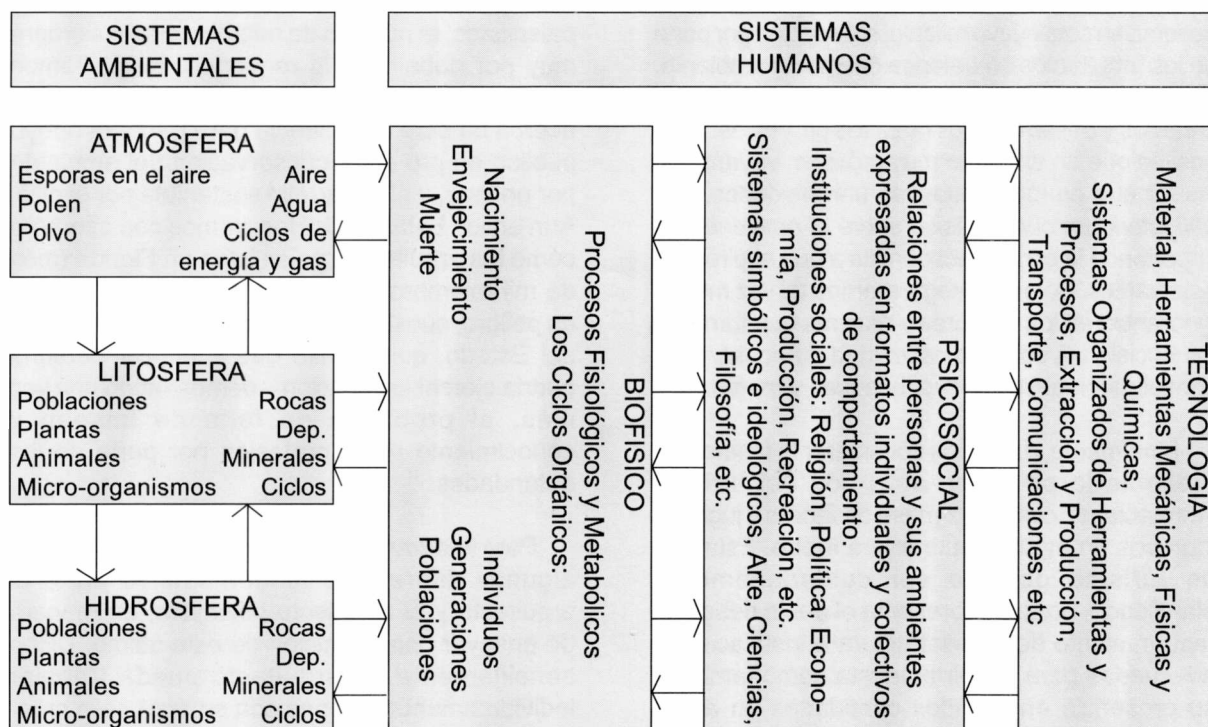 SISTEMAS
AMBIENTALES
SISTEMAS
HUMANOS
ATMOSFERA
Esporas en el aire Aire
Polen Agua
Polvo Ciclos de
energía y gas
LITOSFERA
Poblaciones Rocas
Plantas Dep.
Animales Minerales
Micro-organismos Ciclos
HIDROSFERA
Poblaciones Rocas
Plantas Dep.
Animales Minerales
Micro-organismos Ciclos
BIOFISICO
Procesos Fisiológicos y Metabólicos
Los Ciclos Orgánicos:
Nacimiento Individuos
Envejecimiento Generaciones
Muerte Poblaciones
PSICOSOCIAL
Relaciones entre personas y sus ambientes
expresadas en formatos individuales y colectivos
de comportamiento.
Instituciones sociales: Religión, Política, Econo-
mía, Producción, Recreación, etc.
Sistemas simbólicos e ideológicos, Arte, Ciencias,
Filosofía, etc.
TECNOLOGIA
Material, Herramientas Mecánicas, Físicas y
Químicas,
Sistemas Organizados de Herramientas y
Procesos, Extracción y Producción,
Transporte, Comunicaciones, etc